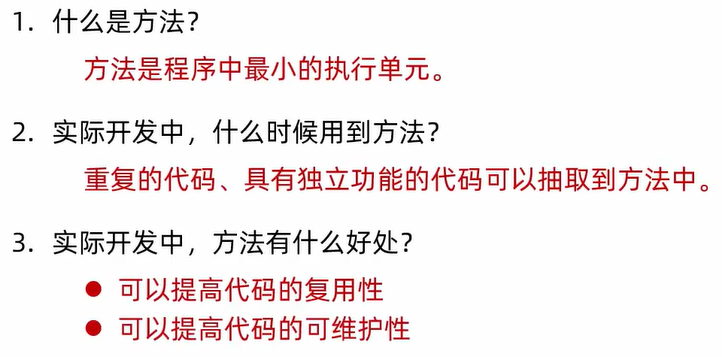 1. 什么是方法？
方法是程序中最小的执行单元。
2. 实际开发中，什么时候用到方法？
重复的代码、具有独立功能的代码可以抽取到方法中。
3. 实际开发中，方法有什么好处？
● 可以提高代码的复用性
● 可以提高代码的可维护性